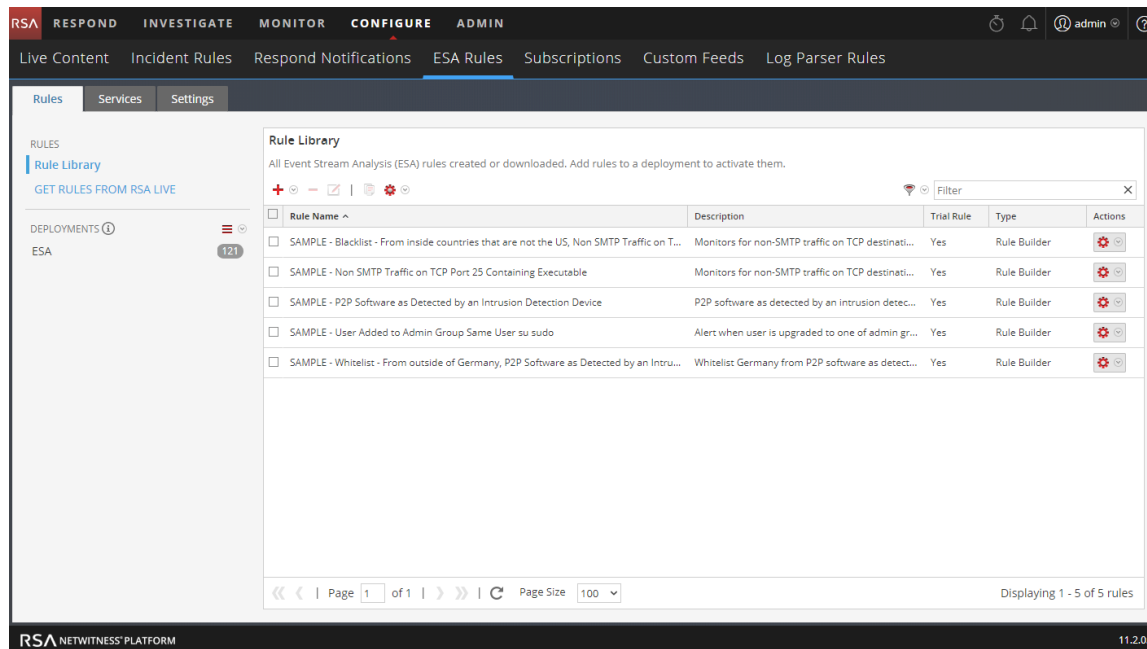 RSA RESPOND INVESTIGATE MONITOR CONFIGURE ADMIN admin
Live Content Incident Rules Respond Notifications ESA Rules Subscriptions Custom Feeds Log Parser Rules
Rules Services Settings
RULES
Rule Library
GET RULES FROM RSA LIVE
DEPLOYMENTS
ESA 121
Rule Library
All Event Stream Analysis (ESA) rules created or downloaded. Add rules to a deployment to activate them.
Filter
Rule Name Description Trial Rule Type Actions
SAMPLE - Blacklist - From inside countries that are not the US, Non SMTP Traffic on T... Monitors for non-SMTP traffic on TCP destinati... Yes Rule Builder
SAMPLE - Non SMTP Traffic on TCP Port 25 Containing Executable Monitors for non-SMTP traffic on TCP destinati... Yes Rule Builder
SAMPLE - P2P Software as Detected by an Intrusion Detection Device P2P software as detected by an intrusion detec... Yes Rule Builder
SAMPLE - User Added to Admin Group Same User su sudo Alert when user is upgraded to one of admin gr... Yes Rule Builder
SAMPLE - Whitelist - From outside of Germany, P2P Software as Detected by an Intru... Whitelist Germany from P2P software as detect... Yes Rule Builder
Page 1 of 1 Page Size 100 Displaying 1 - 5 of 5 rules
RSA NETWITNESS® PLATFORM 11.2.0